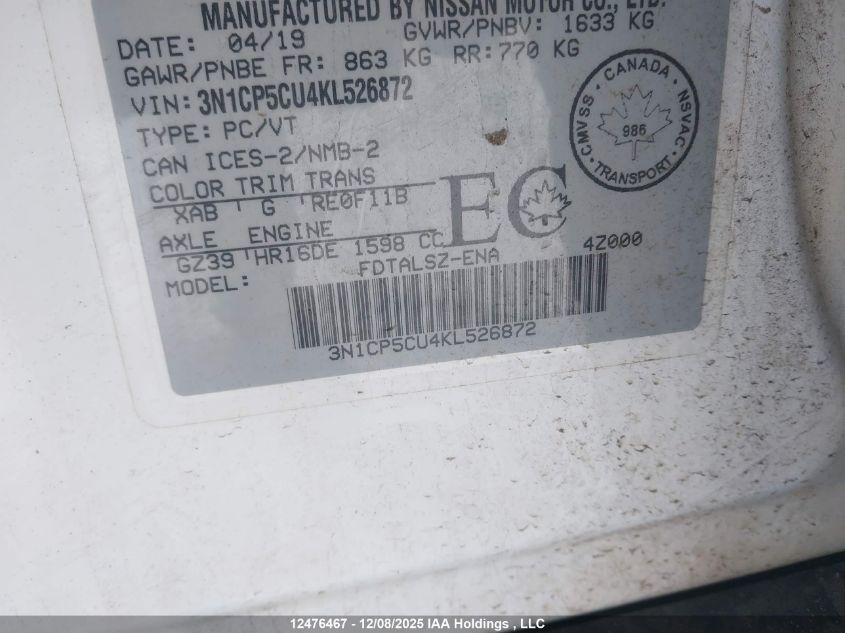 MANUFACTURED BY NISSAN MOTOR CO., LTD.
DATE: 04/19 GVWR/PNBV: 1633 KG
GAWR/PNBE FR: 863 KG RR: 770 KG
VIN: 3N1CP5CU4KL526872
TYPE: PC/VT
CAN ICES-2/NMB-2
COLOR TRIM TRANS
XAB G RE0F11B
AXLE ENGINE
GZ39 HR16DE 1598 CC
MODEL: FDTALSZ-ENA 4Z000
EC
CANADA
CMVSS NSVAC
986
TRANSPORT
3N1CP5CU4KL526872
12476467 - 12/08/2025 IAA Holdings , LLC